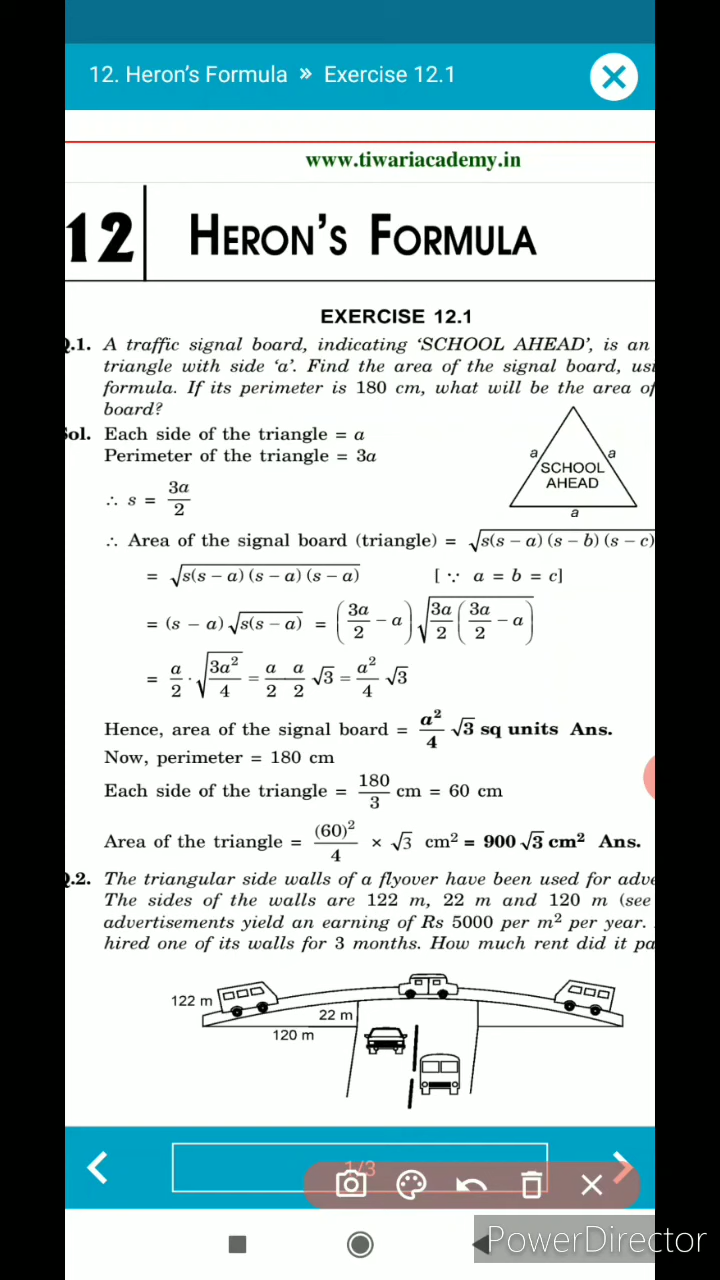 12. Heron's Formula » Exercise 12.1
www.tiwariacademy.in
12 HERON'S FORMULA
EXERCISE 12.1
Q.1. A traffic signal board, indicating 'SCHOOL AHEAD', is an
triangle with side 'a'. Find the area of the signal board, usi
formula. If its perimeter is 180 cm, what will be the area of
board?
Sol. Each side of the triangle = a
Perimeter of the triangle = 3a
a a
SCHOOL
AHEAD
a
∴ s = 3a/2
∴ Area of the signal board (triangle) = √s(s – a) (s – b) (s – c)
= √s(s – a) (s – a) (s – a) [∵ a = b = c]
= (s – a) √s(s – a) = (3a/2 – a) √3a/2 (3a/2 – a)
= a/2 · √3a²/4 = a/2 a/2 √3 = a²/4 √3
Hence, area of the signal board = a²/4 √3 sq units Ans.
Now, perimeter = 180 cm
Each side of the triangle = 180/3 cm = 60 cm
Area of the triangle = (60)²/4 × √3 cm² = 900 √3 cm² Ans.
Q.2. The triangular side walls of a flyover have been used for adve
The sides of the walls are 122 m, 22 m and 120 m (see
advertisements yield an earning of Rs 5000 per m² per year.
hired one of its walls for 3 months. How much rent did it pa
122 m
22 m
120 m
1/3
PowerDirector